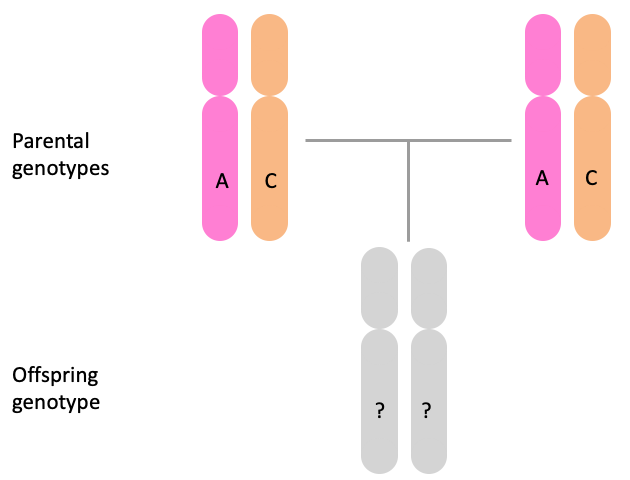 Parental
genotypes
A C
A C
Offspring
genotype
? ?